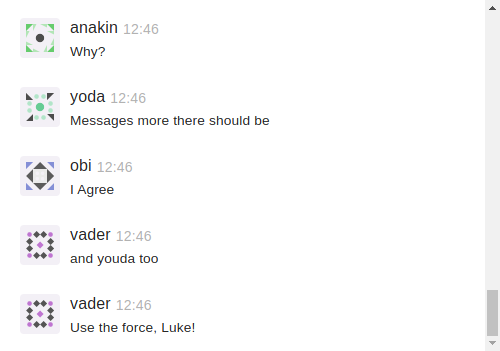 anakin 12:46
Why?
yoda 12:46
Messages more there should be
obi 12:46
I Agree
vader 12:46
and youda too
vader 12:46
Use the force, Luke!